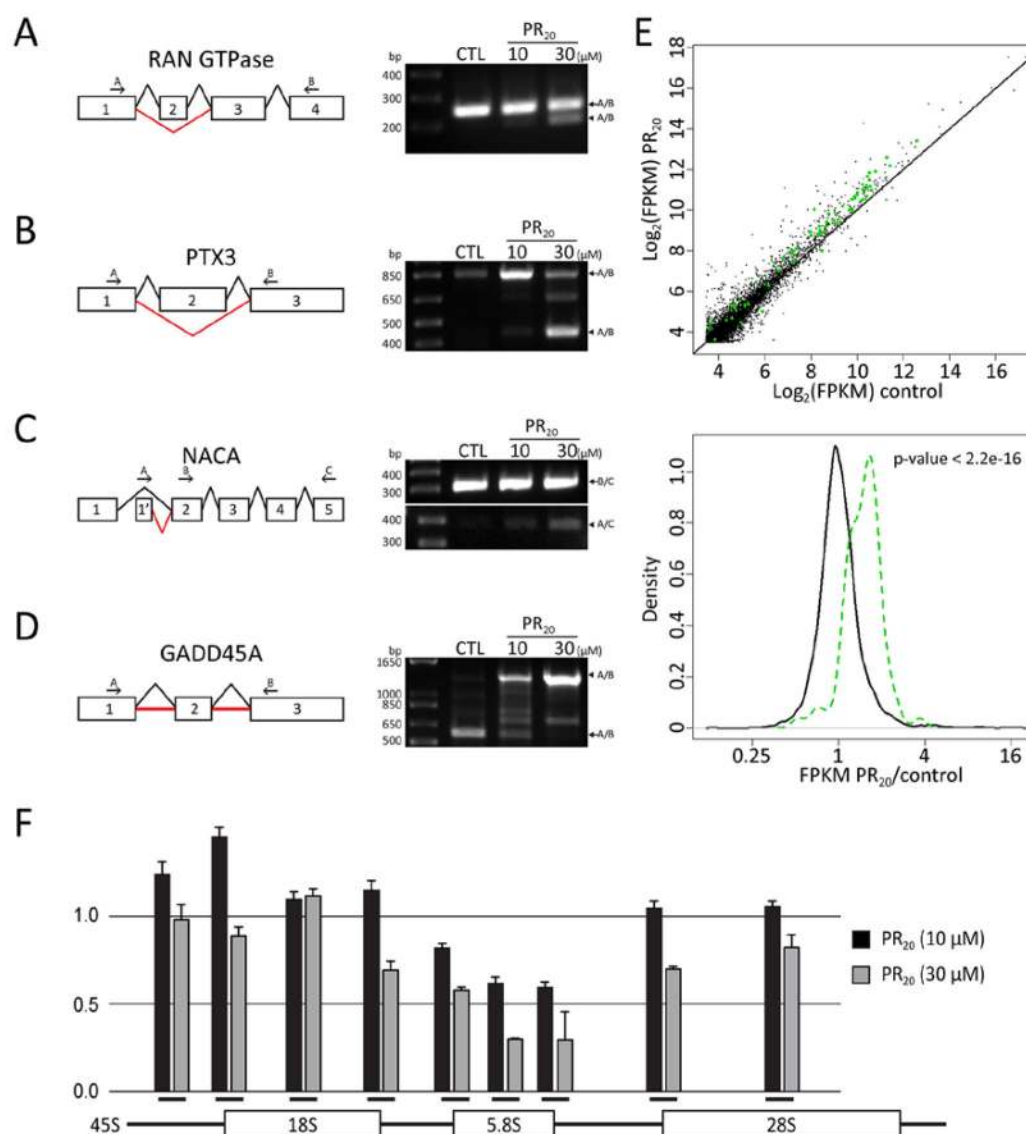 A
RAN GTPase
A
B
1
2
3
4
PR20
bp
CTL
10
30
(μM)
400
300
200
A/B
A/B
B
PTX3
A
B
1
2
3
PR20
bp
CTL
10
30
(μM)
850
650
500
400
A/B
A/B
C
NACA
A
B
C
1
1'
2
3
4
5
PR20
bp
CTL
10
30
(μM)
400
300
B/C
400
300
A/C
D
GADD45A
A
B
1
2
3
PR20
bp
CTL
10
30
(μM)
1650
1000
850
650
500
A/B
A/B
E
Log2(FPKM) PR20
18
16
14
12
10
8
6
4
4 6 8 10 12 14 16
Log2(FPKM) control
p-value < 2.2e-16
Density
1.0
0.8
0.6
0.4
0.2
0
0.25 1 4 16
FPKM PR20/control
F
1.0
0.5
0.0
PR20 (10 μM)
PR20 (30 μM)
45S
18S
5.8S
28S